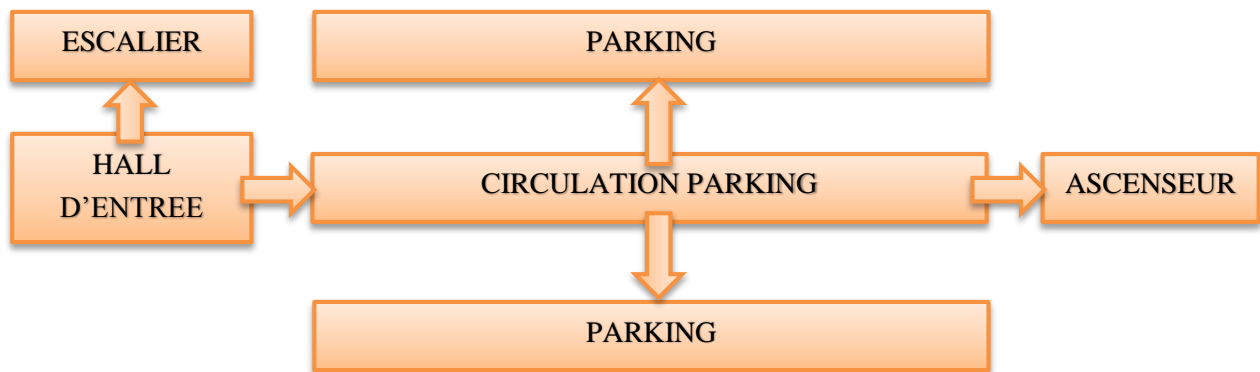 ESCALIER
PARKING
HALL
D’ENTREE
CIRCULATION PARKING
ASCENSEUR
PARKING